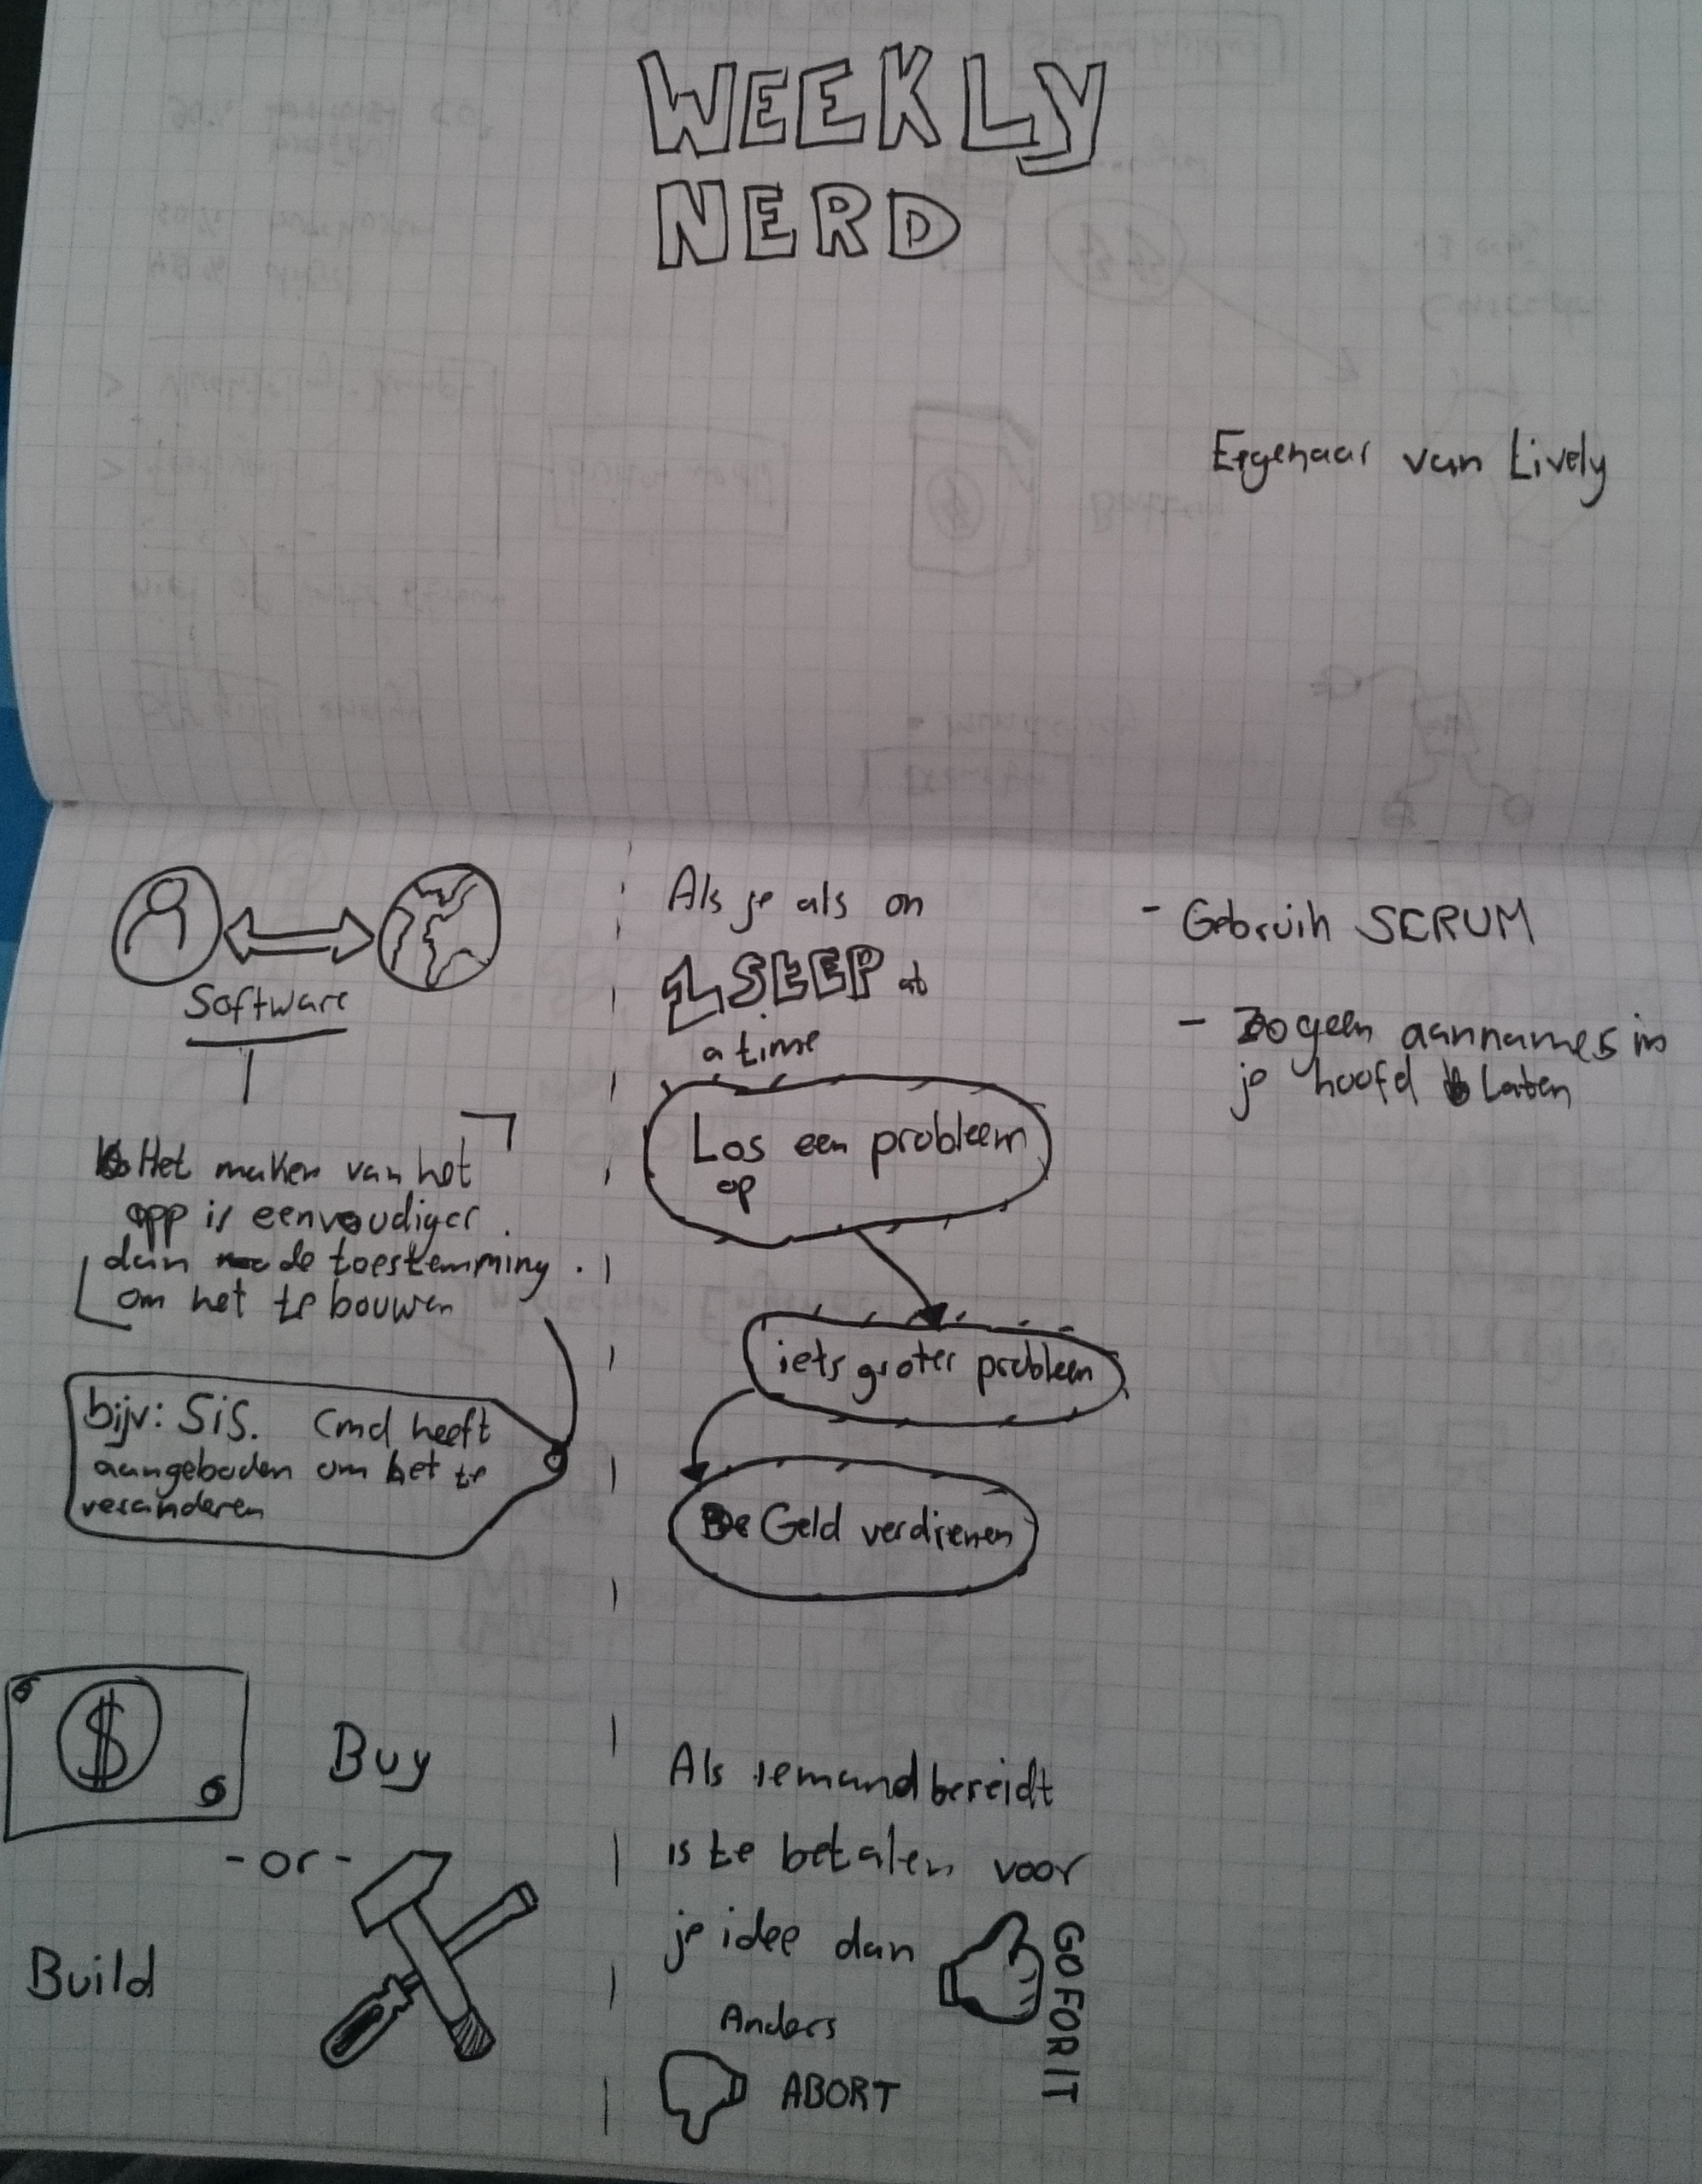 WEEKLY
NERD
Eigenaar van Lively
Software
Het maken van het
app is eenvoudiger
dan de toestemming
om het te bouwen
bijv: SiS. Cmd heeft
aangeboden om het te
veranderen
Als je als on
1 STEEP at
a time
Los een probleem
op
iets groter probleem
Geld verdienen
- Gebruik SCRUM
- Zo geen aannames in
je hoofd laten
$
Buy
- or -
Build
Als iemand bereidt
is te betalen voor
je idee dan
GO FOR IT
Anders
ABORT